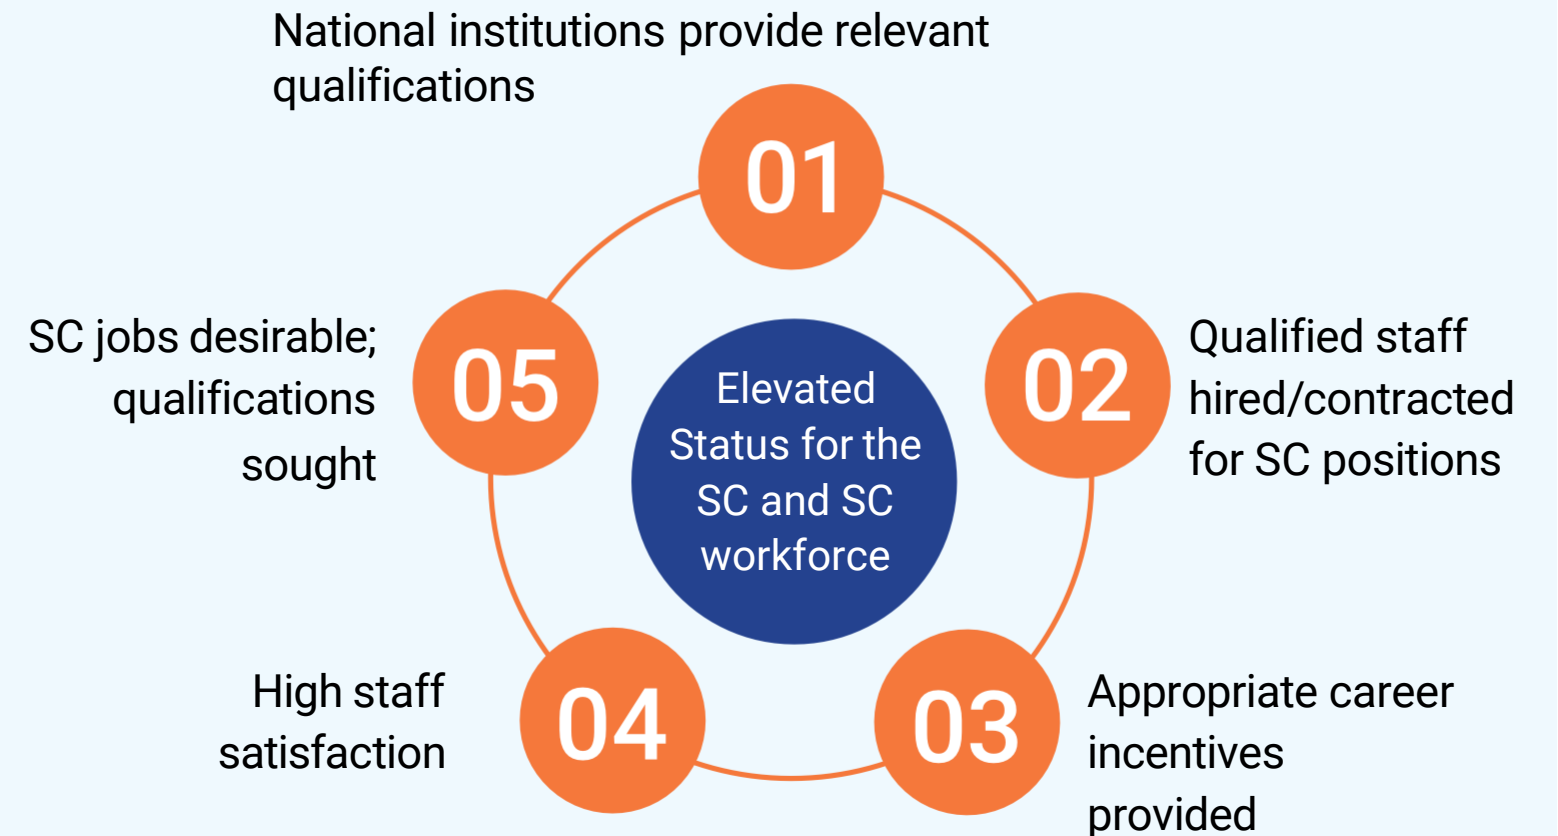 National institutions provide relevant
qualifications
01
02
Qualified staff
hired/contracted
for SC positions
03
Appropriate career
incentives
provided
04
High staff
satisfaction
05
SC jobs desirable;
qualifications
sought
Elevated
Status for the
SC and SC
workforce